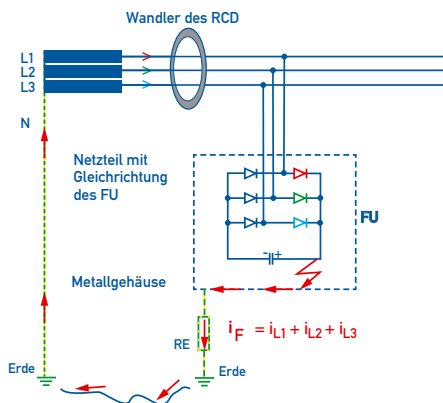 Wandler des RCD
L1
L2
L3
N
Netzteil mit
Gleichrichtung
des FU
FU
- +
Metallgehäuse
iF = iL1 + iL2 + iL3
RE
Erde
Erde